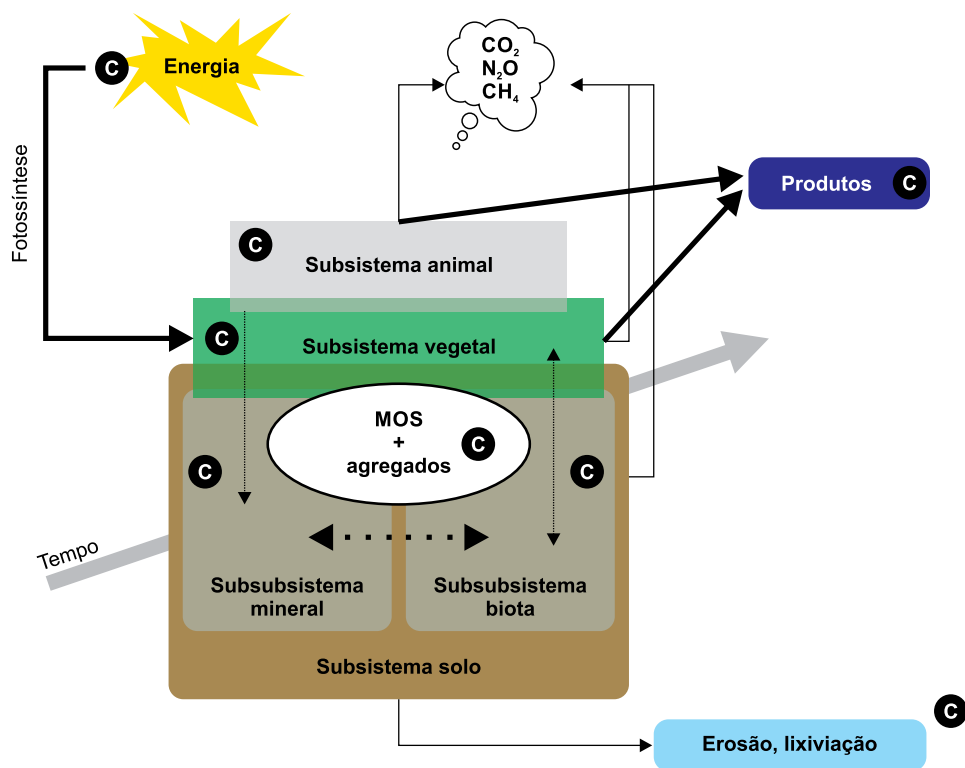 C
Energia
CO₂
N₂O
CH₄
Fotossíntese
Produtos
C
C
Subsistema animal
C
Subsistema vegetal
MOS
+
agregados
C
C
C
Tempo
Subsubsistema
mineral
Subsubsistema
biota
Subsistema solo
C
Erosão, lixiviação